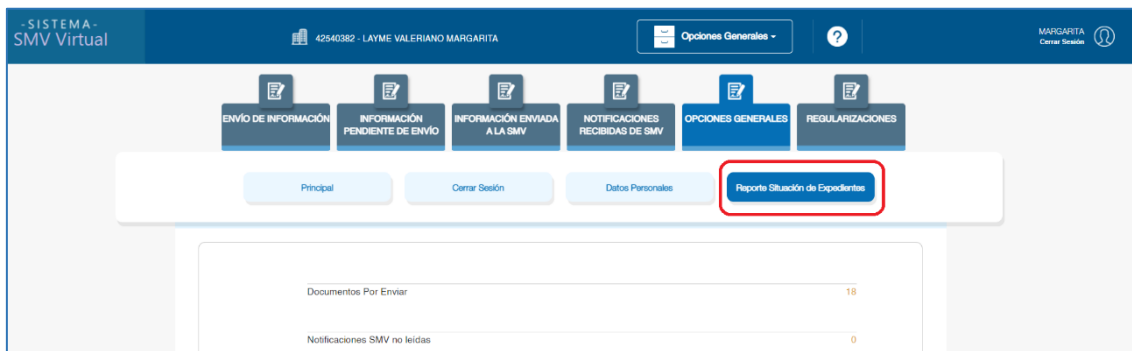 -SISTEMA-
SMV Virtual
42540382 - LAYME VALERIANO MARGARITA
Opciones Generales
?
MARGARITA
Cerrar Sesión
ENVÍO DE INFORMACIÓN
INFORMACIÓN
PENDIENTE DE ENVÍO
INFORMACIÓN ENVIADA
A LA SMV
NOTIFICACIONES
RECIBIDAS DE SMV
OPCIONES GENERALES
REGULARIZACIONES
Principal
Cerrar Sesión
Datos Personales
Reporte Situación de Expedientes
Documentos Por Enviar 18
Notificaciones SMV no leídas 0